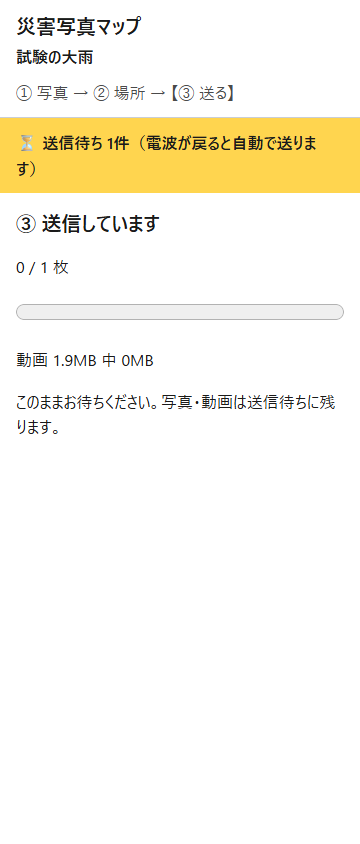 災害写真マップ
試験の大雨
① 写真 → ② 場所 →【③ 送る】
⏳ 送信待ち 1件（電波が戻ると自動で送りま
す）
③ 送信しています
0 / 1 枚
動画 1.9MB 中 0MB
このままお待ちください。写真・動画は送信待ちに残
ります。